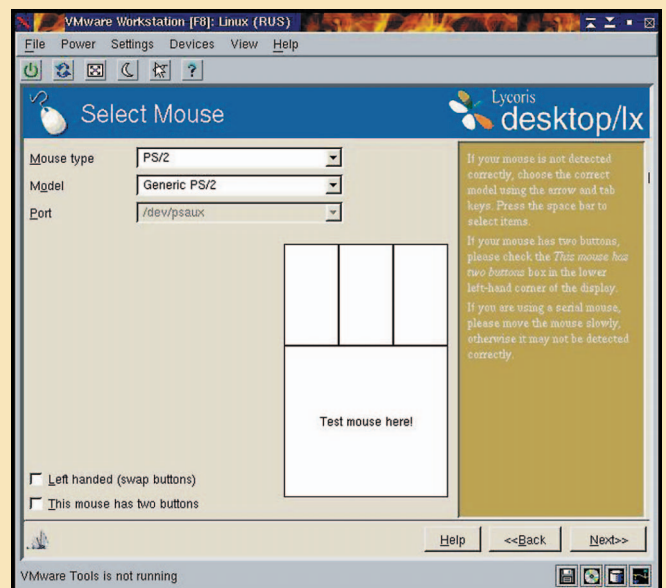 VMware Workstation [F8]: Linux (RUS)
File Power Settings Devices View Help
Select Mouse
Lycoris
desktop/lx
Mouse type PS/2
Model Generic PS/2
Port /dev/psaux
If your mouse is not detected
correctly, choose the correct
model using the arrow and tab
keys. Press the space bar to
select items.
If your mouse has two buttons,
please check the This mouse has
two buttons box in the lower
left-hand corner of the display.
If you are using a serial mouse,
please move the mouse slowly,
otherwise it may not be detected
correctly.
Test mouse here!
Left handed (swap buttons)
This mouse has two buttons
Help <<Back Next>>
VMware Tools is not running